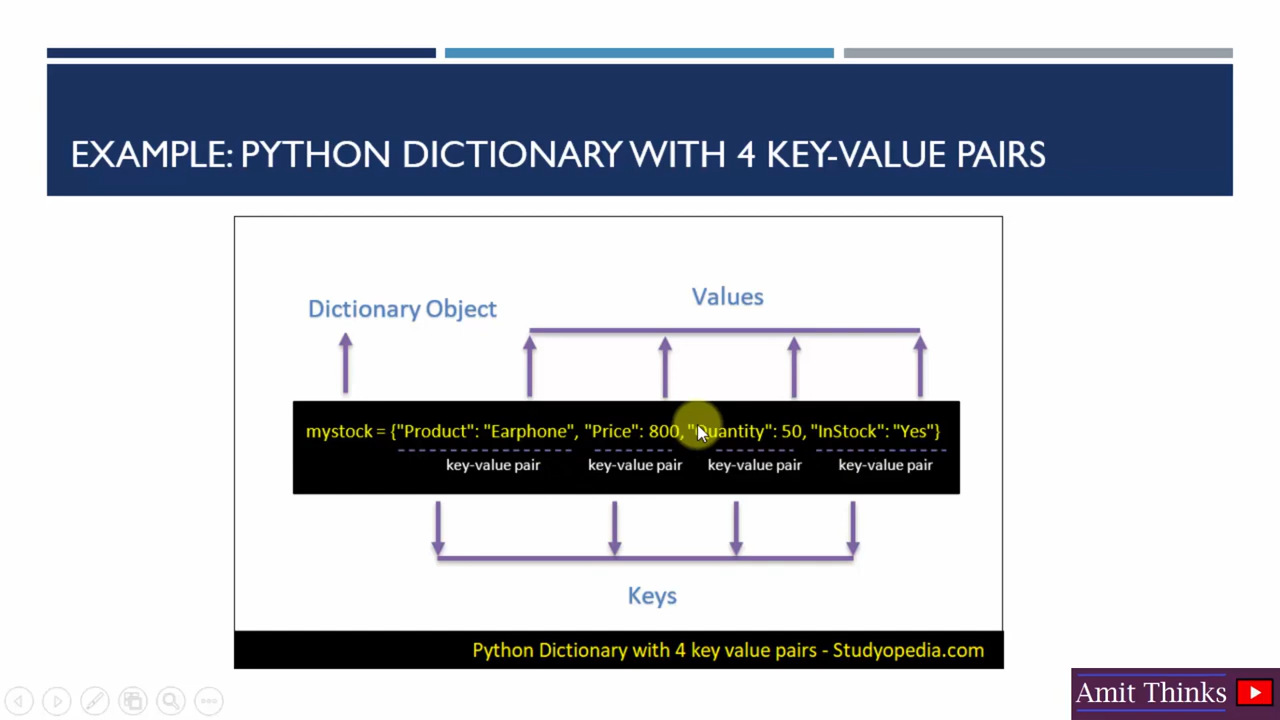 EXAMPLE: PYTHON DICTIONARY WITH 4 KEY-VALUE PAIRS
Dictionary Object
Values
mystock = {"Product": "Earphone", "Price": 800, "Quantity": 50, "InStock": "Yes"}
key-value pair key-value pair key-value pair key-value pair
Keys
Python Dictionary with 4 key value pairs - Studyopedia.com
Amit Thinks